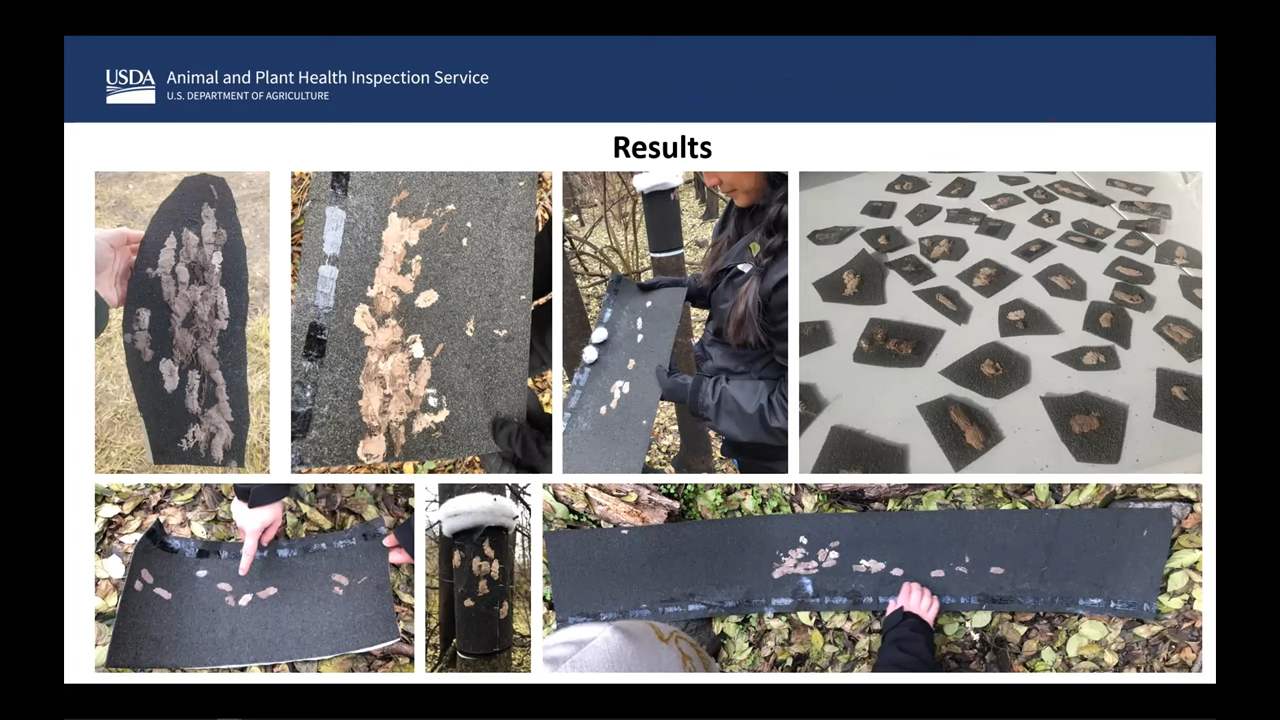 USDA
Animal and Plant Health Inspection Service
U.S. DEPARTMENT OF AGRICULTURE
Results